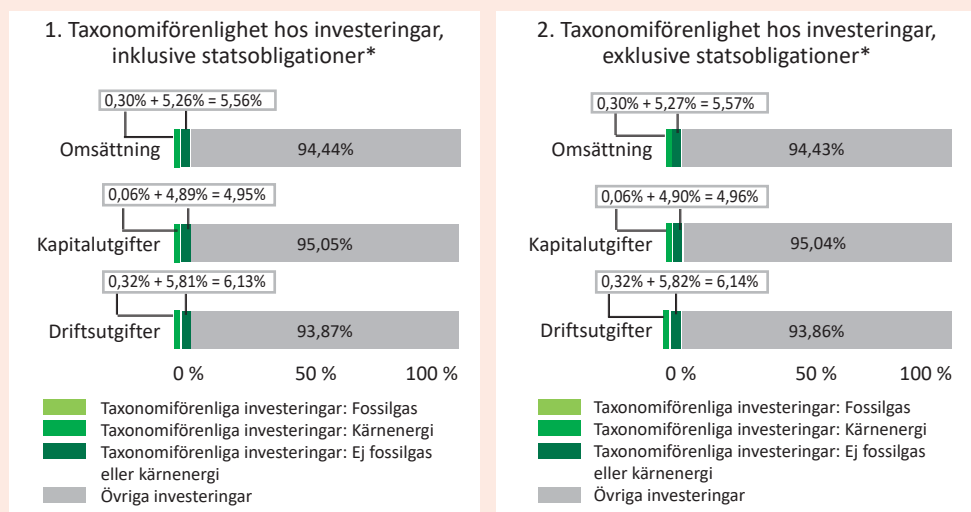 1. Taxonomiförenlighet hos investeringar,
inklusive statsobligationer*
0,30% + 5,26% = 5,56%
Omsättning
94,44%
0,06% + 4,89% = 4,95%
Kapitalutgifter
95,05%
0,32% + 5,81% = 6,13%
Driftsutgifter
93,87%
0 % 50 % 100 %
Taxonomiförenliga investeringar: Fossilgas
Taxonomiförenliga investeringar: Kärnenergi
Taxonomiförenliga investeringar: Ej fossilgas
eller kärnenergi
Övriga investeringar
2. Taxonomiförenlighet hos investeringar,
exklusive statsobligationer*
0,30% + 5,27% = 5,57%
Omsättning
94,43%
0,06% + 4,90% = 4,96%
Kapitalutgifter
95,04%
0,32% + 5,82% = 6,14%
Driftsutgifter
93,86%
0 % 50 % 100 %
Taxonomiförenliga investeringar: Fossilgas
Taxonomiförenliga investeringar: Kärnenergi
Taxonomiförenliga investeringar: Ej fossilgas
eller kärnenergi
Övriga investeringar